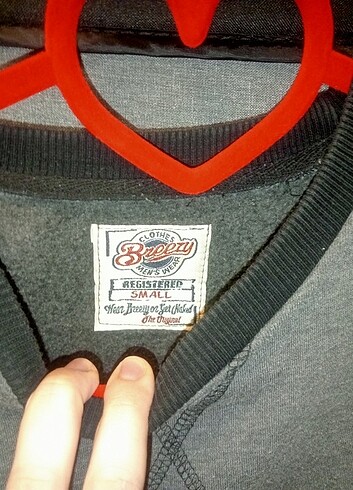 CLOTHES
Breezy
MEN'S WEAR
REGISTERED
SMALL
Wear Breezy or Get Naked
The Original